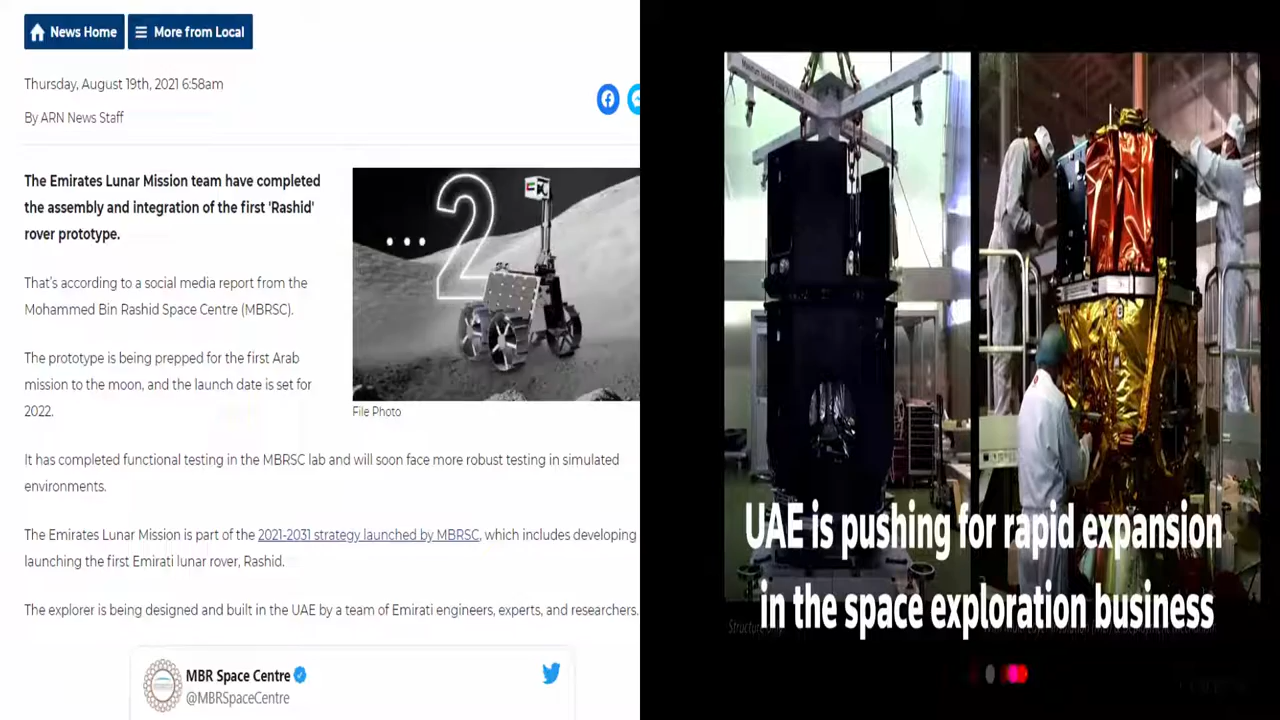 News Home
More from Local
Thursday, August 19th, 2021 6:58am
By ARN News Staff
The Emirates Lunar Mission team have completed
the assembly and integration of the first 'Rashid'
rover prototype.
That's according to a social media report from the
Mohammed Bin Rashid Space Centre (MBRSC).
The prototype is being prepped for the first Arab
mission to the moon, and the launch date is set for
2022.
2
File Photo
It has completed functional testing in the MBRSC lab and will soon face more robust testing in simulated
environments.
The Emirates Lunar Mission is part of the 2021-2031 strategy launched by MBRSC, which includes developing
launching the first Emirati lunar rover, Rashid.
The explorer is being designed and built in the UAE by a team of Emirati engineers, experts, and researchers.
MBR Space Centre
@MBRSpaceCentre
UAE is pushing for rapid expansion
in the space exploration business